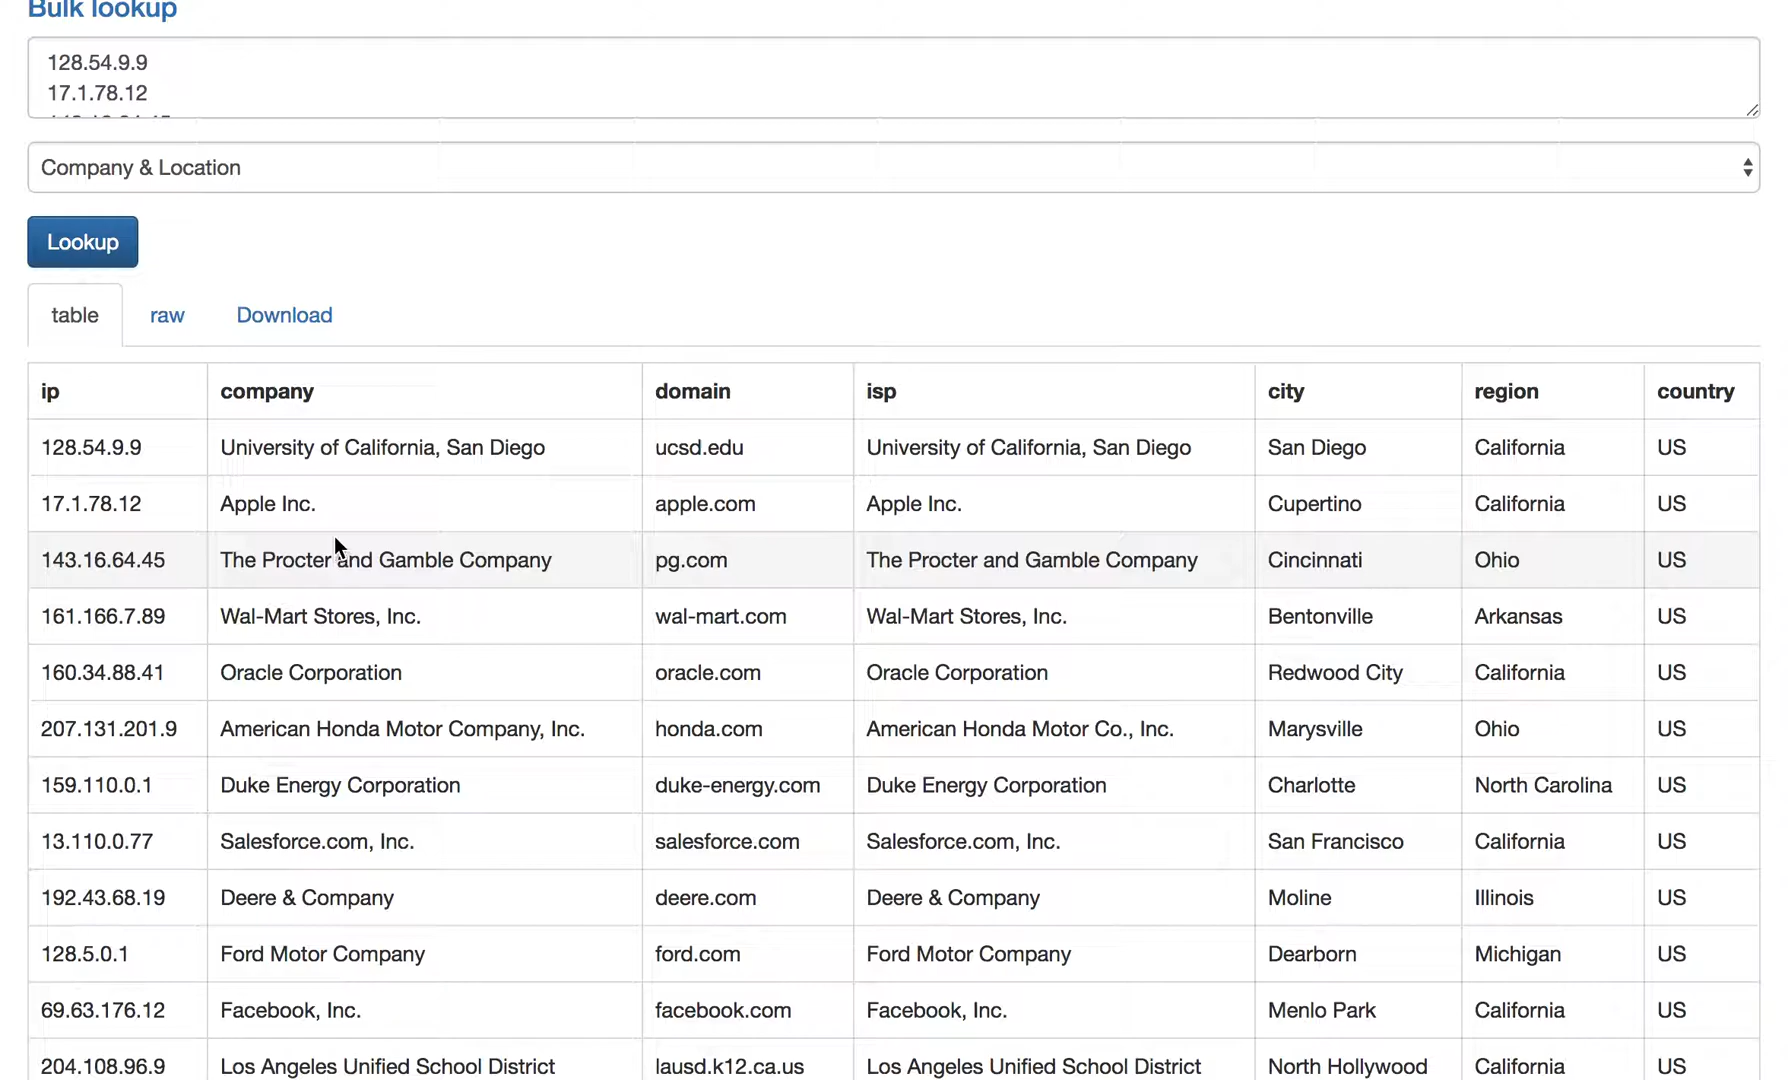 Bulk lookup
128.54.9.9
17.1.78.12
Company & Location
Lookup
table raw Download
ip company domain isp city region country
128.54.9.9 University of California, San Diego ucsd.edu University of California, San Diego San Diego California US
17.1.78.12 Apple Inc. apple.com Apple Inc. Cupertino California US
143.16.64.45 The Procter and Gamble Company pg.com The Procter and Gamble Company Cincinnati Ohio US
161.166.7.89 Wal-Mart Stores, Inc. wal-mart.com Wal-Mart Stores, Inc. Bentonville Arkansas US
160.34.88.41 Oracle Corporation oracle.com Oracle Corporation Redwood City California US
207.131.201.9 American Honda Motor Company, Inc. honda.com American Honda Motor Co., Inc. Marysville Ohio US
159.110.0.1 Duke Energy Corporation duke-energy.com Duke Energy Corporation Charlotte North Carolina US
13.110.0.77 Salesforce.com, Inc. salesforce.com Salesforce.com, Inc. San Francisco California US
192.43.68.19 Deere & Company deere.com Deere & Company Moline Illinois US
128.5.0.1 Ford Motor Company ford.com Ford Motor Company Dearborn Michigan US
69.63.176.12 Facebook, Inc. facebook.com Facebook, Inc. Menlo Park California US
204.108.96.9 Los Angeles Unified School District lausd.k12.ca.us Los Angeles Unified School District North Hollywood California US